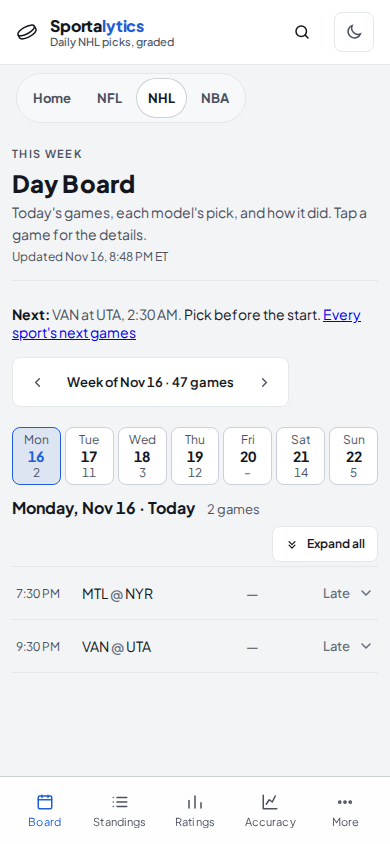 Sportalytics
Daily NHL picks, graded
Home NFL NHL NBA
THIS WEEK
Day Board
Today's games, each model's pick, and how it did. Tap a
game for the details.
Updated Nov 16, 8:48 PM ET
Next: VAN at UTA, 2:30 AM. Pick before the start. Every
sport's next games
Week of Nov 16 · 47 games
Mon Tue Wed Thu Fri Sat Sun
16 17 18 19 20 21 22
2 11 3 12 – 14 5
Monday, Nov 16 · Today 2 games
Expand all
7:30 PM MTL @ NYR — Late
9:30 PM VAN @ UTA — Late
Board Standings Ratings Accuracy More